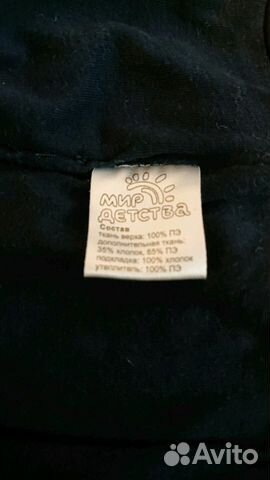 мир
детства
Состав
ткань верха: 100% ПЭ
дополнительная ткань:
35% хлопок, 65% ПЭ
подкладка: 100% хлопок
утеплитель: 100% ПЭ
Avito